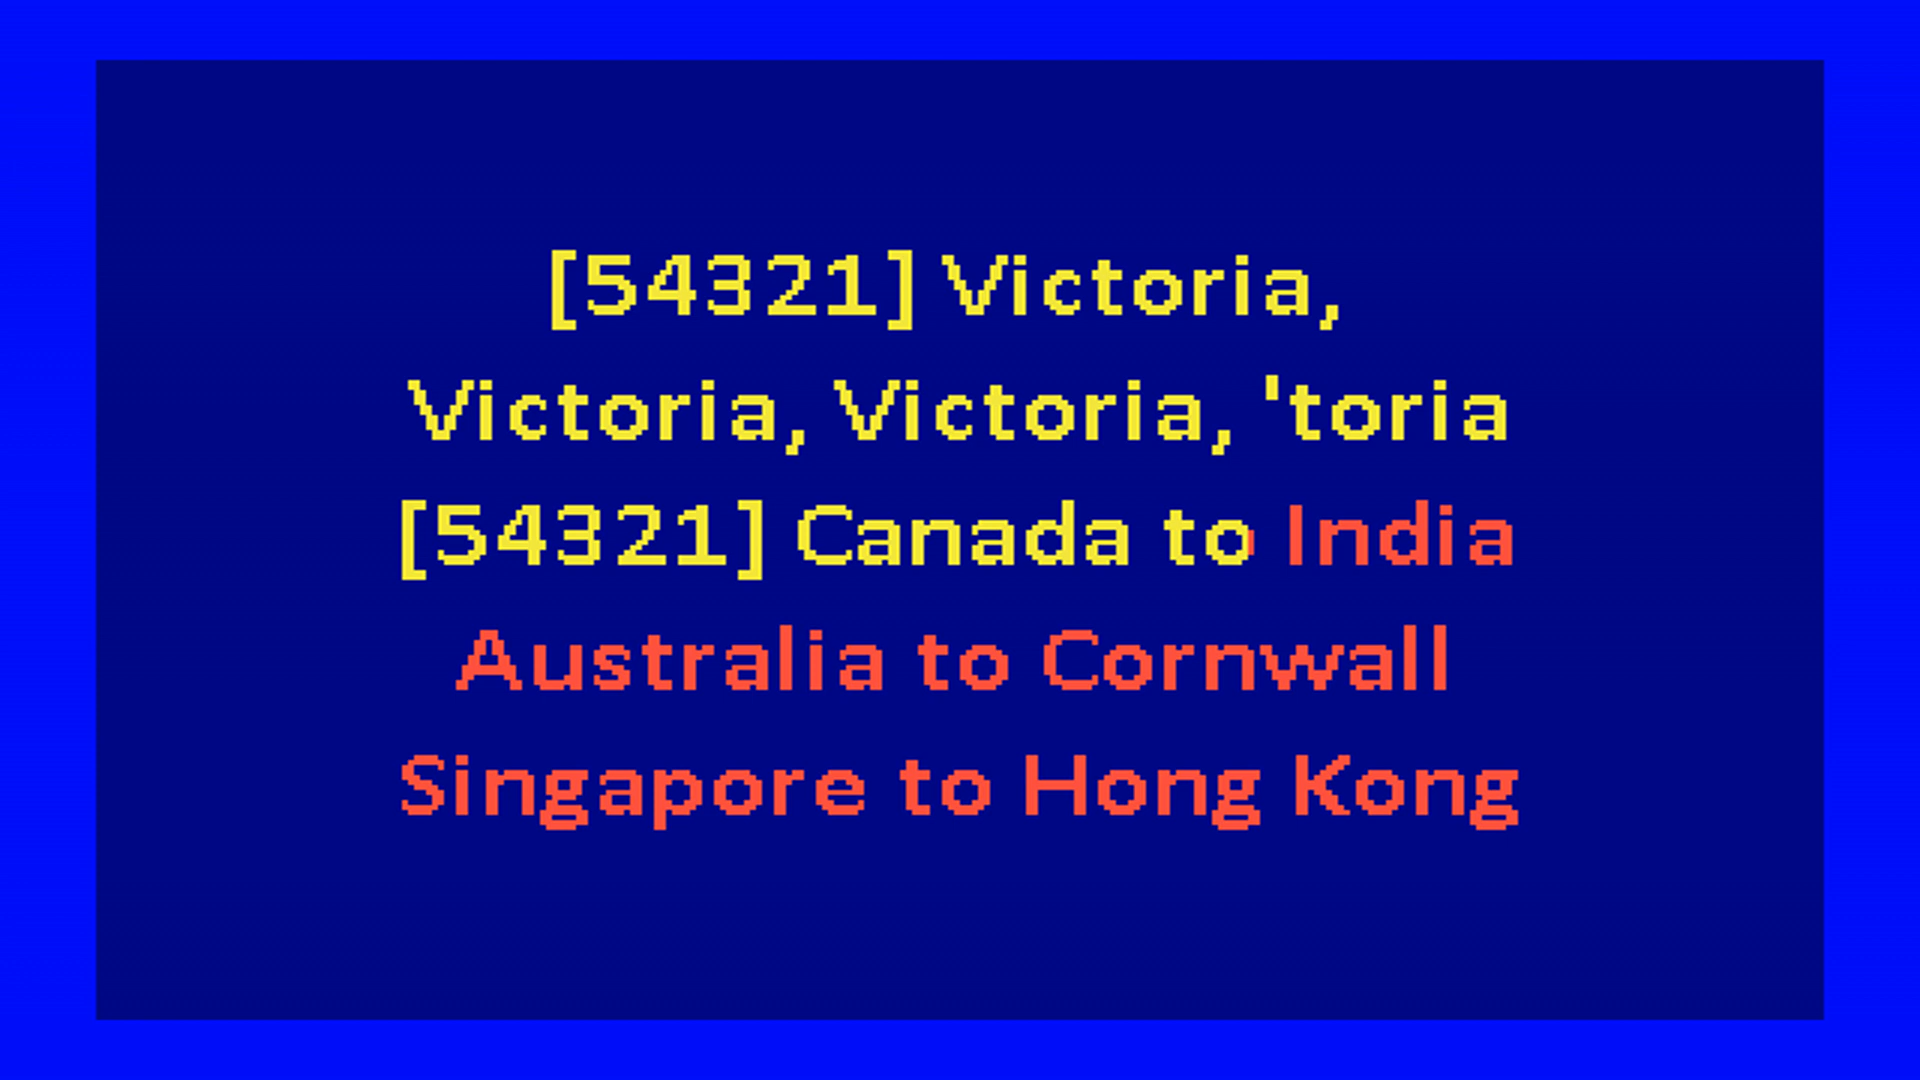 [54321] Victoria,
Victoria, Victoria, 'toria
[54321] Canada to India
Australia to Cornwall
Singapore to Hong Kong